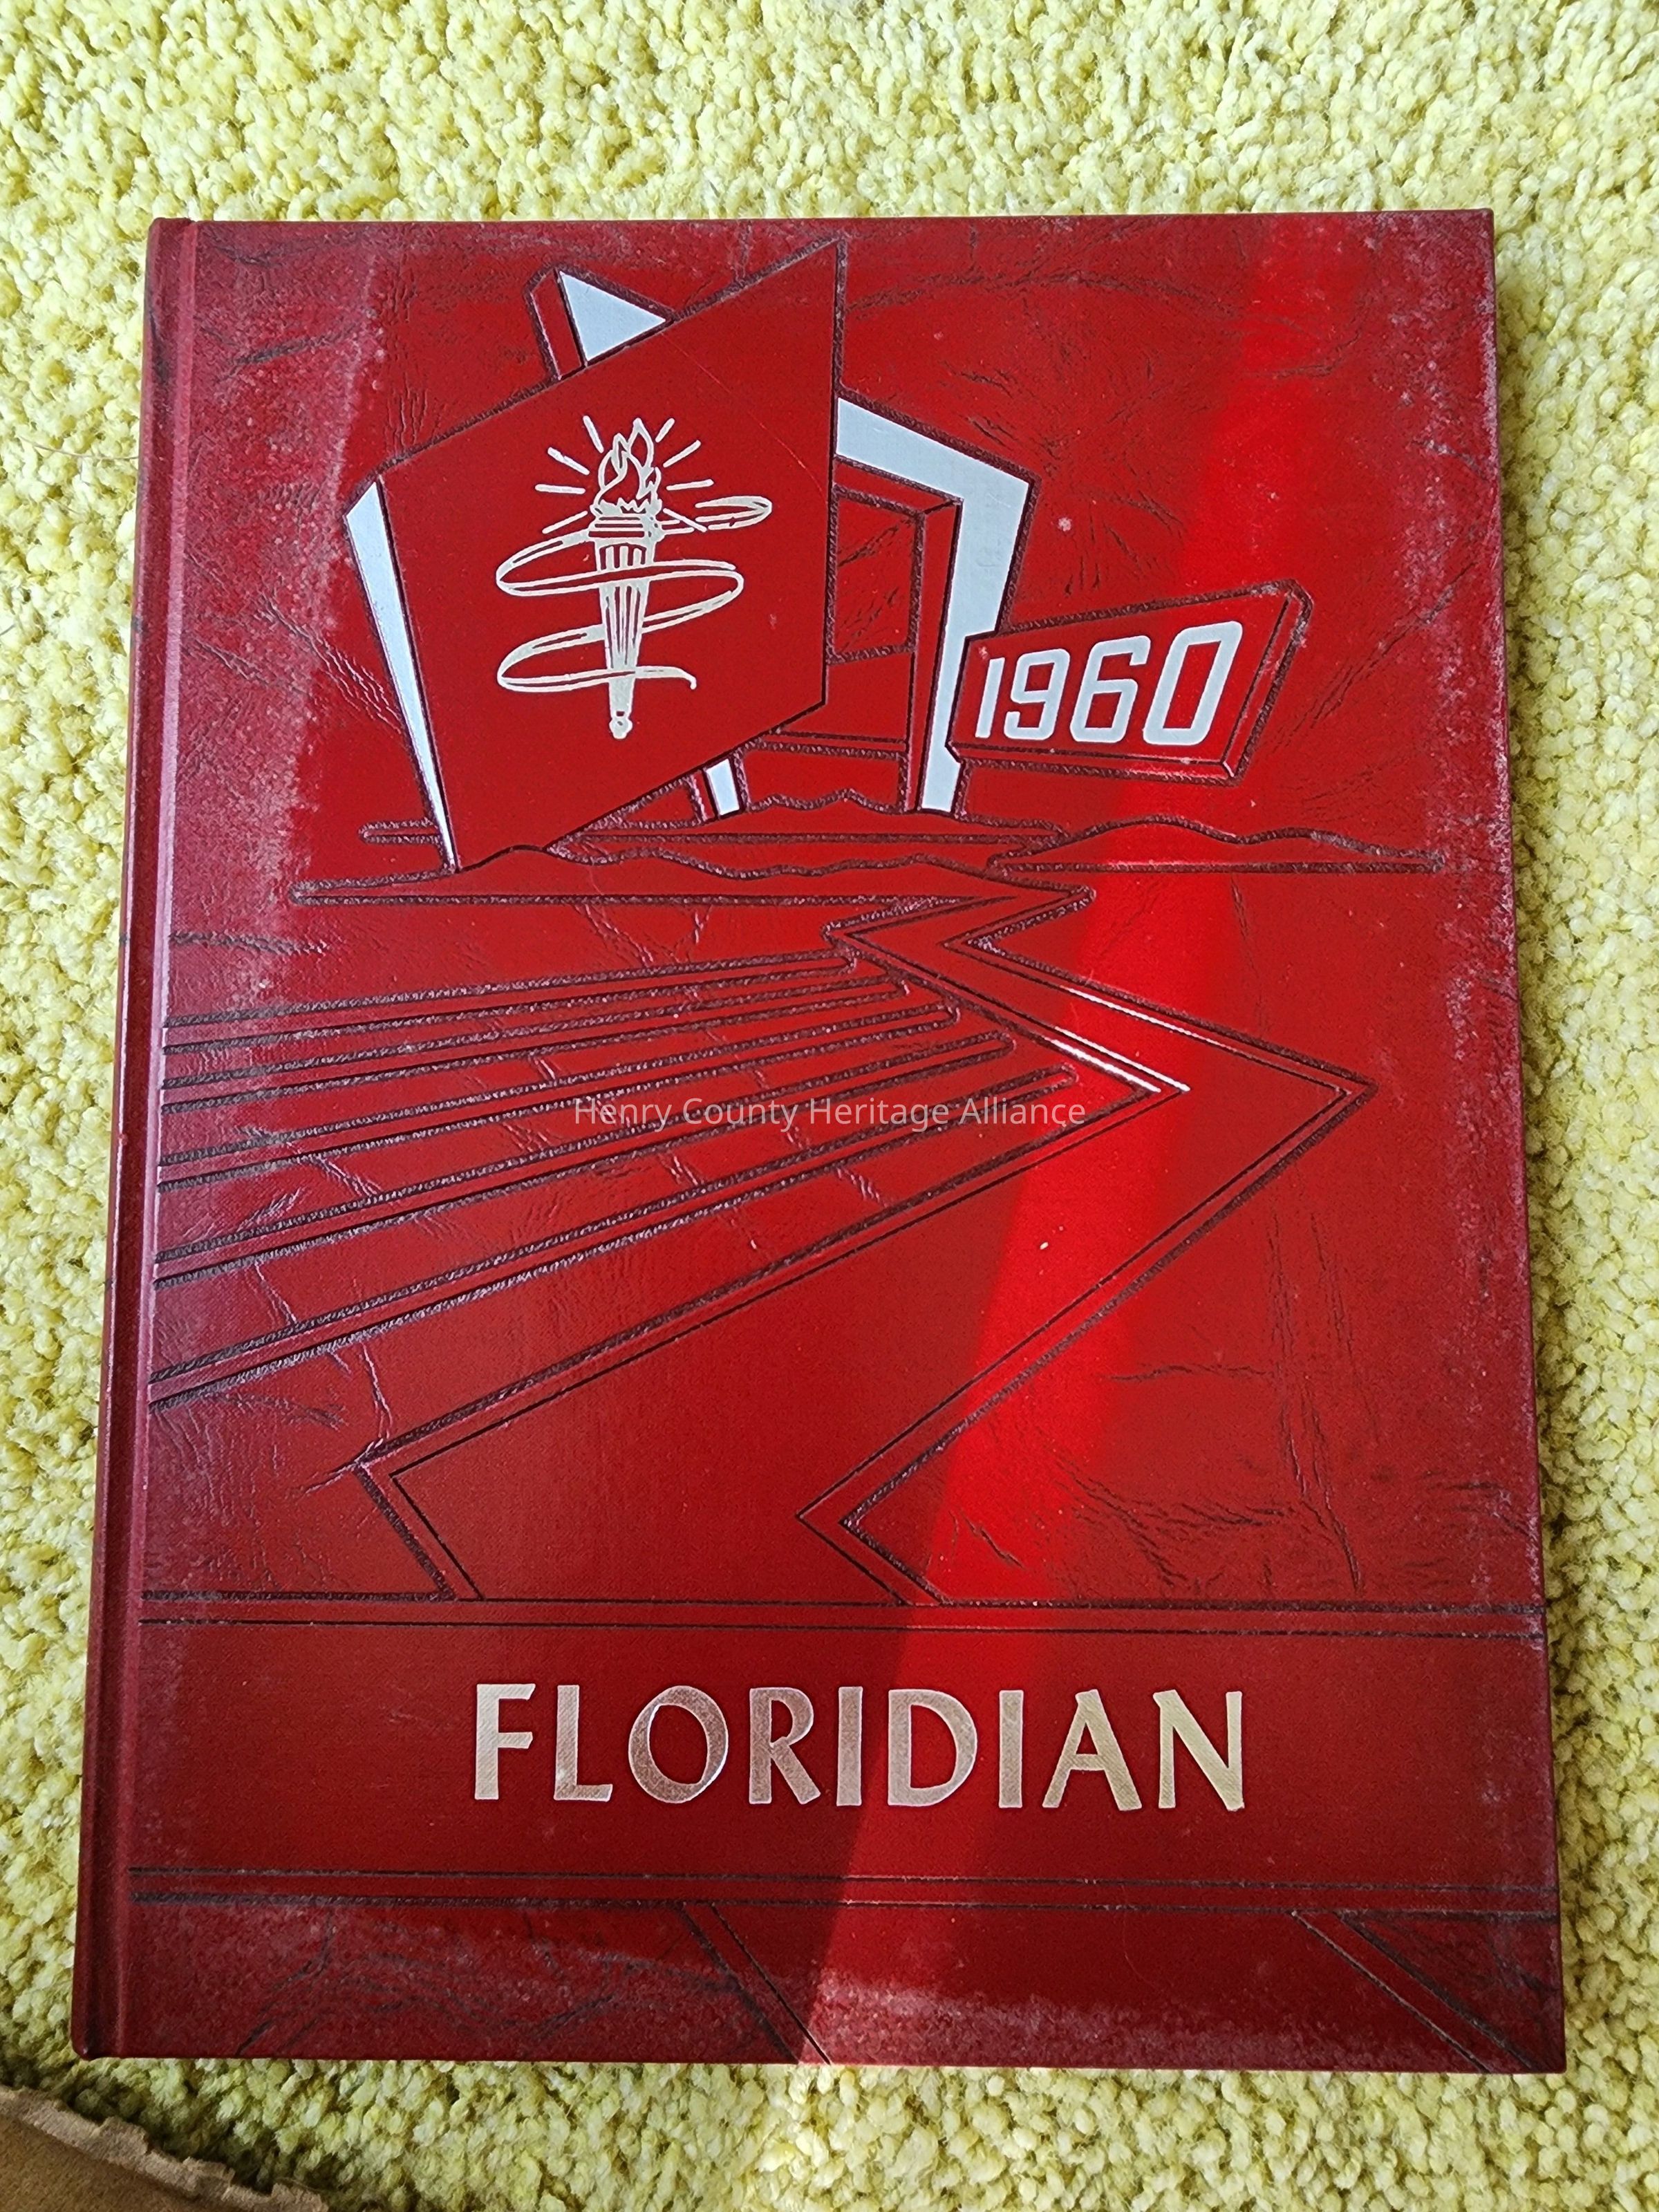 1960
Henry County Heritage Alliance
FLORIDIAN